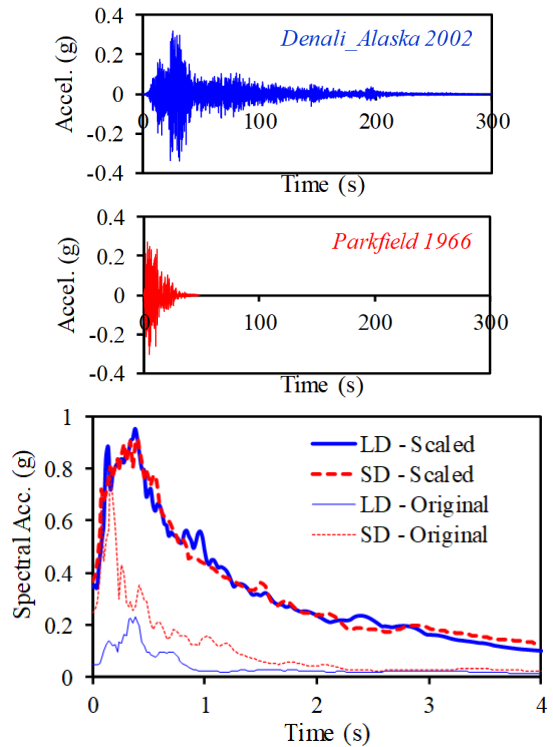 0.4
Denali_Alaska 2002
0.2
0
-0.2
-0.4
Accel. (g)
0 100 200 300
Time (s)
0.4
Parkfield 1966
0.2
0
-0.2
-0.4
Accel. (g)
0 100 200 300
Time (s)
1
0.8
0.6
0.4
0.2
0
Spectral Acc. (g)
LD - Scaled
SD - Scaled
LD - Original
SD - Original
0 1 2 3 4
Time (s)